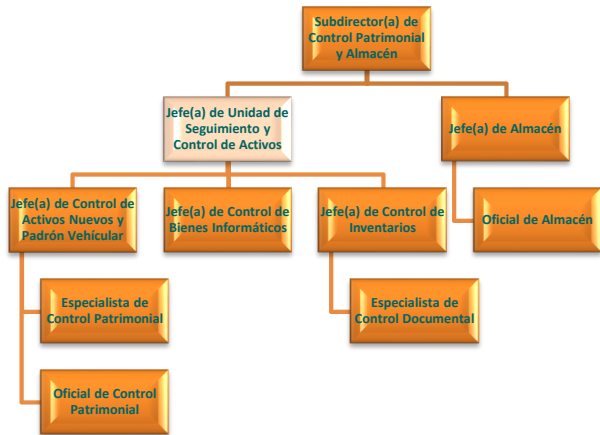 Subdirector(a) de
Control Patrimonial
y Almacén
Jefe(a) de Unidad de
Seguimiento y
Control de Activos
Jefe(a) de Almacén
Jefe(a) de Control de
Activos Nuevos y
Padrón Vehícular
Jefe(a) de Control de
Bienes Informáticos
Jefe(a) de Control de
Inventarios
Oficial de Almacén
Especialista de
Control Patrimonial
Especialista de
Control Documental
Oficial de Control
Patrimonial